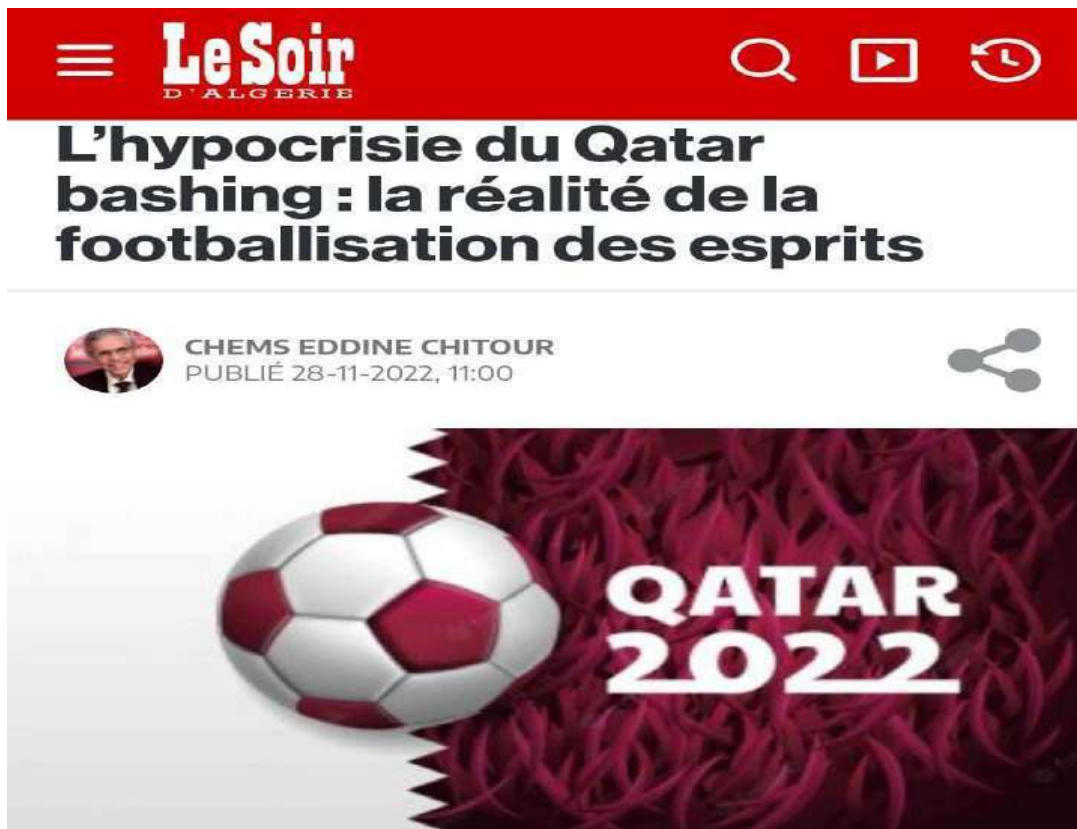 Le Soir
D'ALGERIE
L'hypocrisie du Qatar
bashing : la réalité de la
footballisation des esprits
CHEMS EDDINE CHITOUR
PUBLIÉ 28-11-2022, 11:00
QATAR
2022